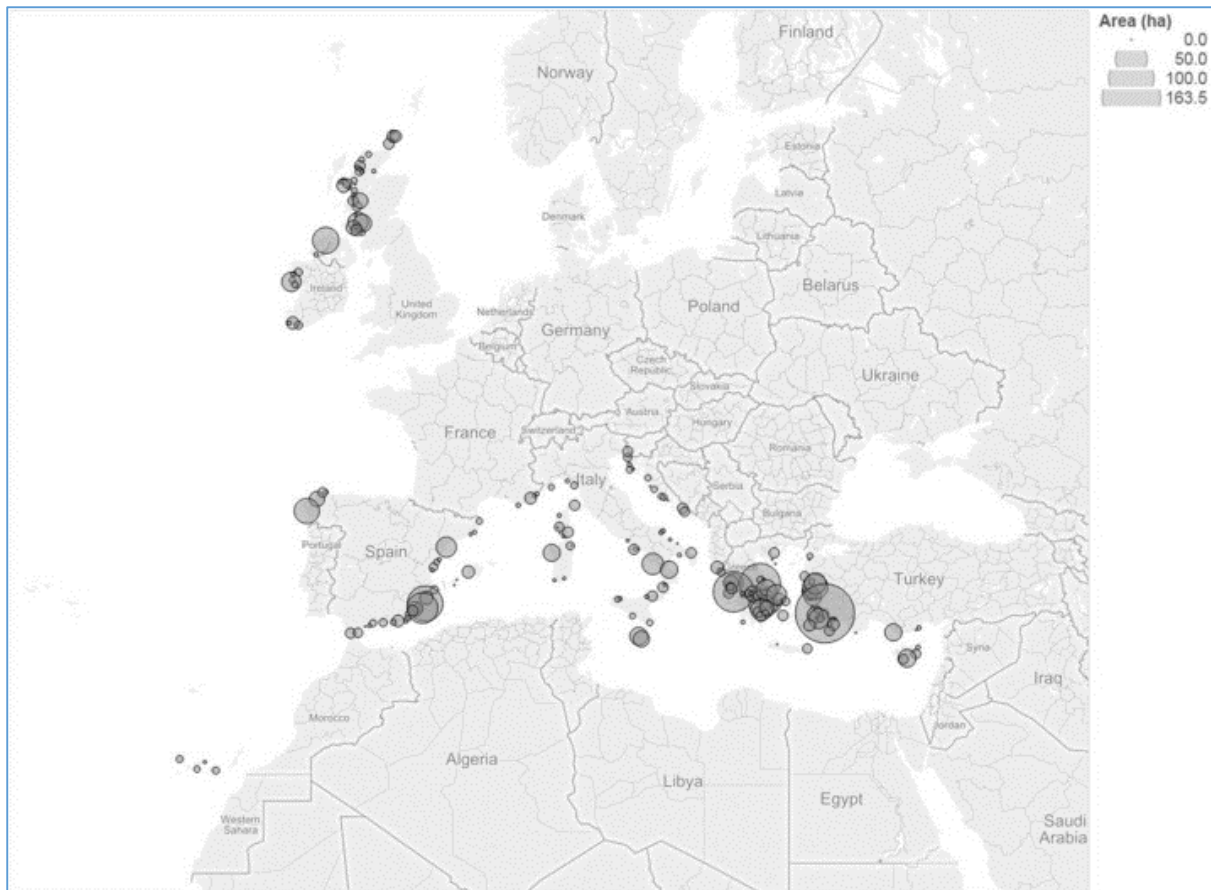 Area (ha)
0.0
50.0
100.0
163.5
Finland
Norway
Estonia
Latvia
Denmark
Lithuania
Belarus
Ireland
United
Kingdom
Netherlands
Poland
Germany
Belgium
Czech
Republic
Ukraine
Slovakia
Austria
Hungary
Switzerland
France
Romania
Italy
Serbia
Bulgaria
Portugal
Spain
Turkey
Syria
Iraq
Morocco
Jordan
Algeria
Libya
Egypt
Western
Sahara
Saudi
Arabia